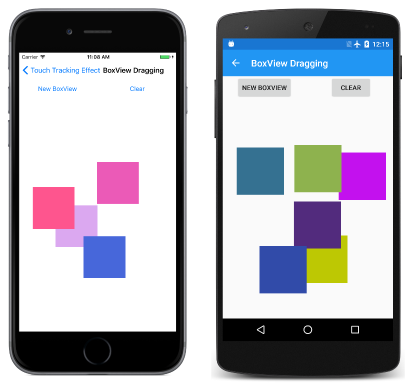 Carrier 11:08 AM
Touch Tracking Effect BoxView Dragging
New BoxView Clear
12:15
BoxView Dragging
NEW BOXVIEW CLEAR